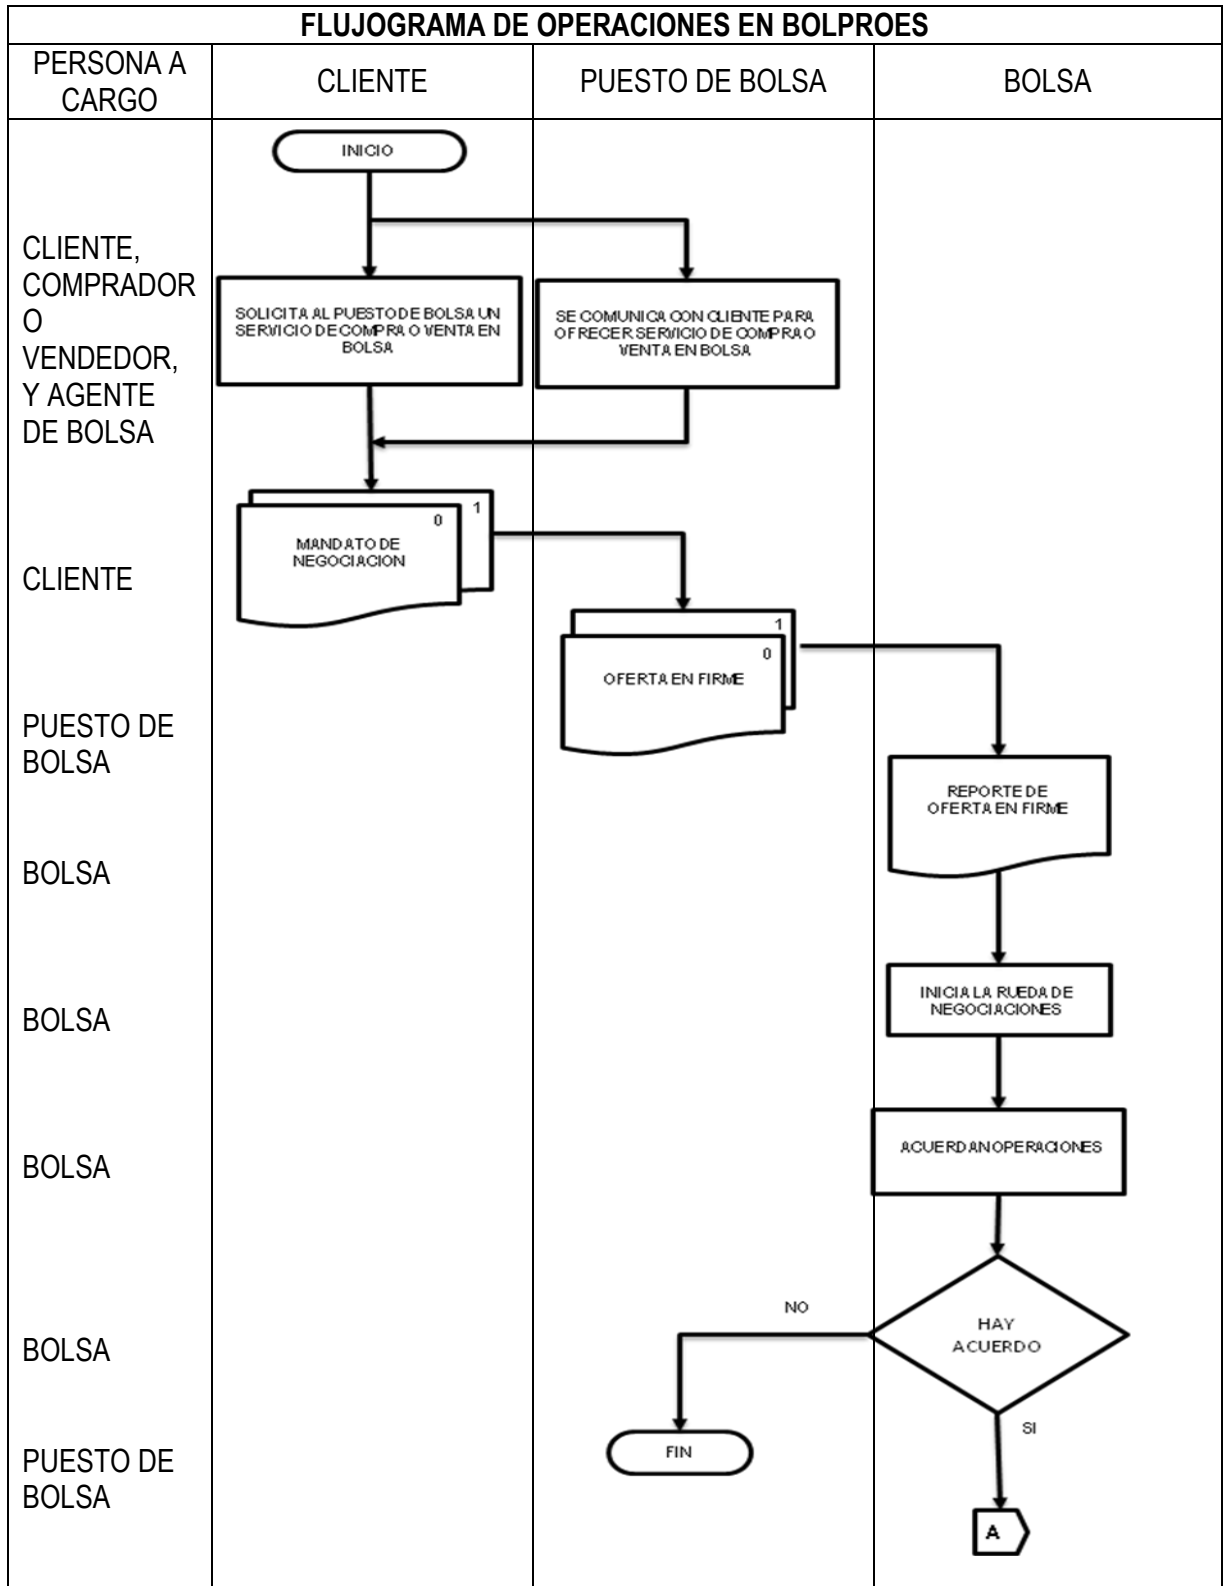 FLUJOGRAMA DE OPERACIONES EN BOLPROES
PERSONA A
CARGO
CLIENTE
PUESTO DE BOLSA
BOLSA
INICIO
CLIENTE,
COMPRADOR
O
VENDEDOR,
Y AGENTE
DE BOLSA
SOLICITA AL PUESTO DE BOLSA UN
SERVICIO DE COMPRA O VENTA EN
BOLSA
SE COMUNICA CON CLIENTE PARA
OFRECER SERVICIO DE COMPRA O
VENTA EN BOLSA
CLIENTE
1
0
MANDATO DE
NEGOCIACION
1
0
OFERTA EN FIRME
PUESTO DE
BOLSA
REPORTE DE
OFERTA EN FIRME
BOLSA
INICIA LA RUEDA DE
NEGOCIACIONES
BOLSA
ACUERDAN OPERACIONES
BOLSA
NO
HAY
ACUERDO
BOLSA
SI
FIN
PUESTO DE
BOLSA
A